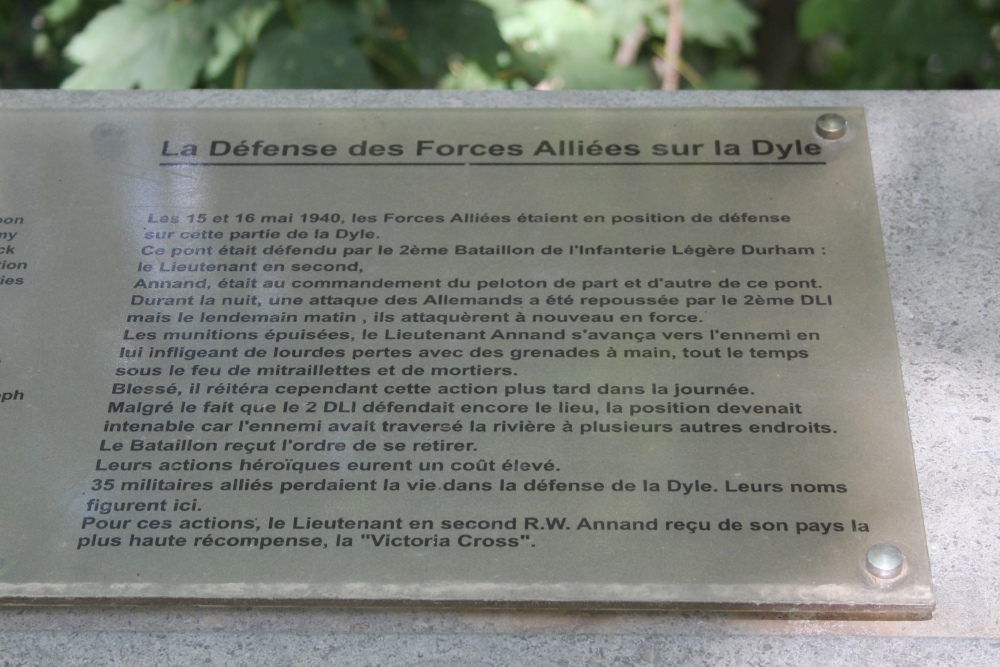 La Défense des Forces Alliées sur la Dyle
Les 15 et 16 mai 1940, les Forces Alliées étaient en position de défense
sur cette partie de la Dyle.
Ce pont était défendu par le 2ème Bataillon de l'Infanterie Légère Durham :
le Lieutenant en second,
Annand, était au commandement du peloton de part et d'autre de ce pont.
Durant la nuit, une attaque des Allemands a été repoussée par le 2ème DLI
mais le lendemain matin , ils attaquèrent à nouveau en force.
Les munitions épuisées, le Lieutenant Annand s'avança vers l'ennemi en
lui infligeant de lourdes pertes avec des grenades à main, tout le temps
sous le feu de mitraillettes et de mortiers.
Blessé, il réitéra cependant cette action plus tard dans la journée.
Malgré le fait que le 2 DLI défendait encore le lieu, la position devenait
intenable car l'ennemi avait traversé la rivière à plusieurs autres endroits.
Le Bataillon reçut l'ordre de se retirer.
Leurs actions héroïques eurent un coût élevé.
35 militaires alliés perdaient la vie dans la défense de la Dyle. Leurs noms
figurent ici.
Pour ces actions, le Lieutenant en second R.W. Annand reçu de son pays la
plus haute récompense, la "Victoria Cross".